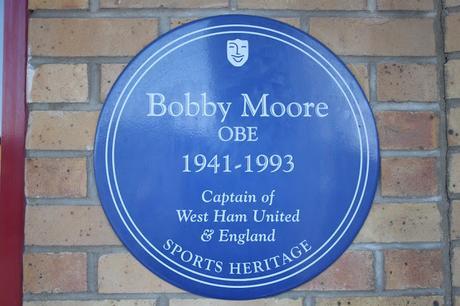 Bobby Moore
OBE
1941-1993
Captain of
West Ham United
& England
SPORTS HERITAGE